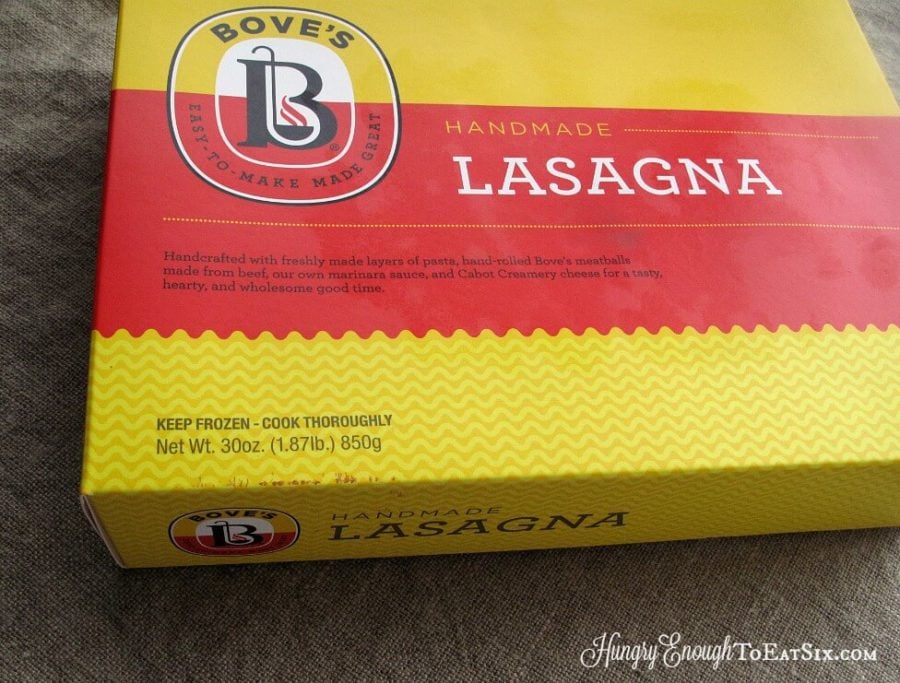 BOVE'S
B
EASY-TO-MAKE MADE GREAT
®
HANDMADE
LASAGNA
Handcrafted with freshly made layers of pasta, hand-rolled Bove's meatballs
made from beef, our own marinara sauce, and Cabot Creamery cheese for a tasty,
hearty, and wholesome good time.
KEEP FROZEN - COOK THOROUGHLY
Net Wt. 30oz. (1.87lb.) 850g
BOVE'S
B
HANDMADE
LASAGNA
HungryEnoughToEatSix.com